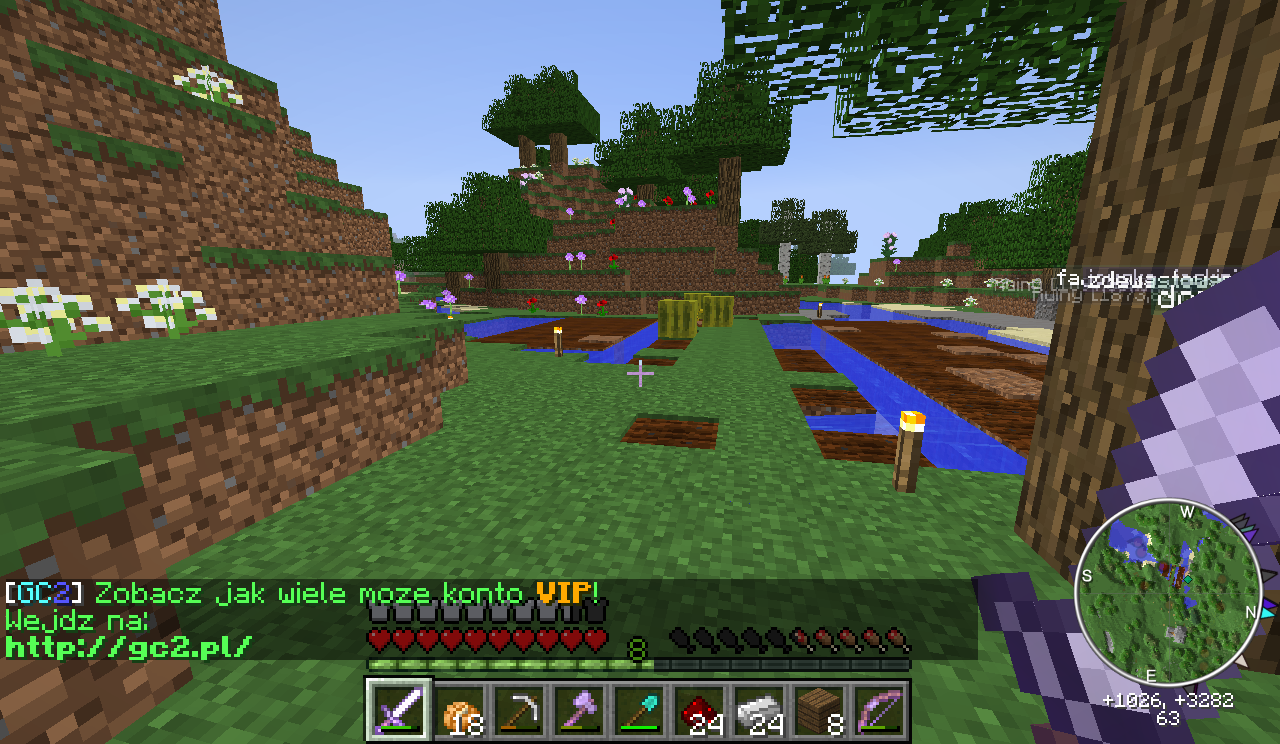 W
S
N
[GC2] Zobacz jak wiele moze konto VIP!
Wejdz na:
http://gc2.pl/
8
E
+1026, +3282
63
18
24
24
8